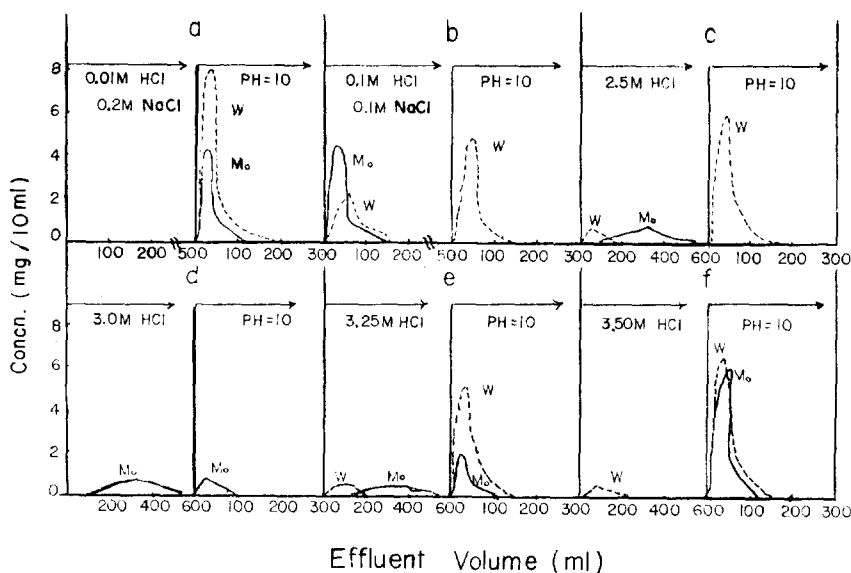 a b c
0.01M HCl PH=10 0.1M HCl PH=10 2.5M HCl PH=10
0.2M NaCl 0.1M NaCl
W Mo Mo W W W Mo W
8 6 4 2 0
100 200 500 100 200 300 100 200 300 100 200 300 200 400 600 100 200 300
d e f
3.0M HCl PH=10 3.25M HCl PH=10 3.50M HCl PH=10
Mo Mo W Mo W Mo W W Mo
8 6 4 2 0
200 400 600 100 200 300 200 400 600 100 200 300 200 400 600 100 200 300
Concn. (mg/10ml)
Effluent Volume (ml)